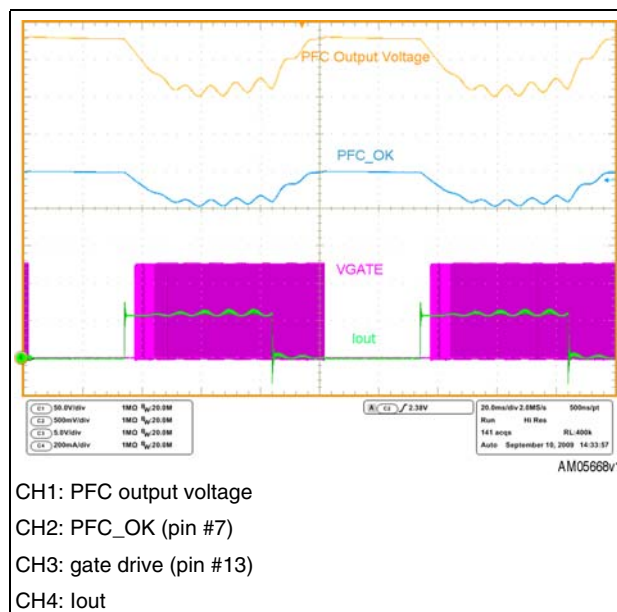 PFC Output Voltage
PFC_OK
VGATE
Iout
C1 50.0V/div 1MΩ BW:20.0M
C2 500mV/div 1MΩ BW:20.0M
C3 5.0V/div 1MΩ BW:20.0M
C4 200mA/div 1MΩ BW:20.0M
A C2 2.38V
20.0ms/div 2.0MS/s 500ns/pt
Run Hi Res
141 acqs RL:400k
Auto September 10, 2009 14:33:57
AM05668v1
CH1: PFC output voltage
CH2: PFC_OK (pin #7)
CH3: gate drive (pin #13)
CH4: Iout